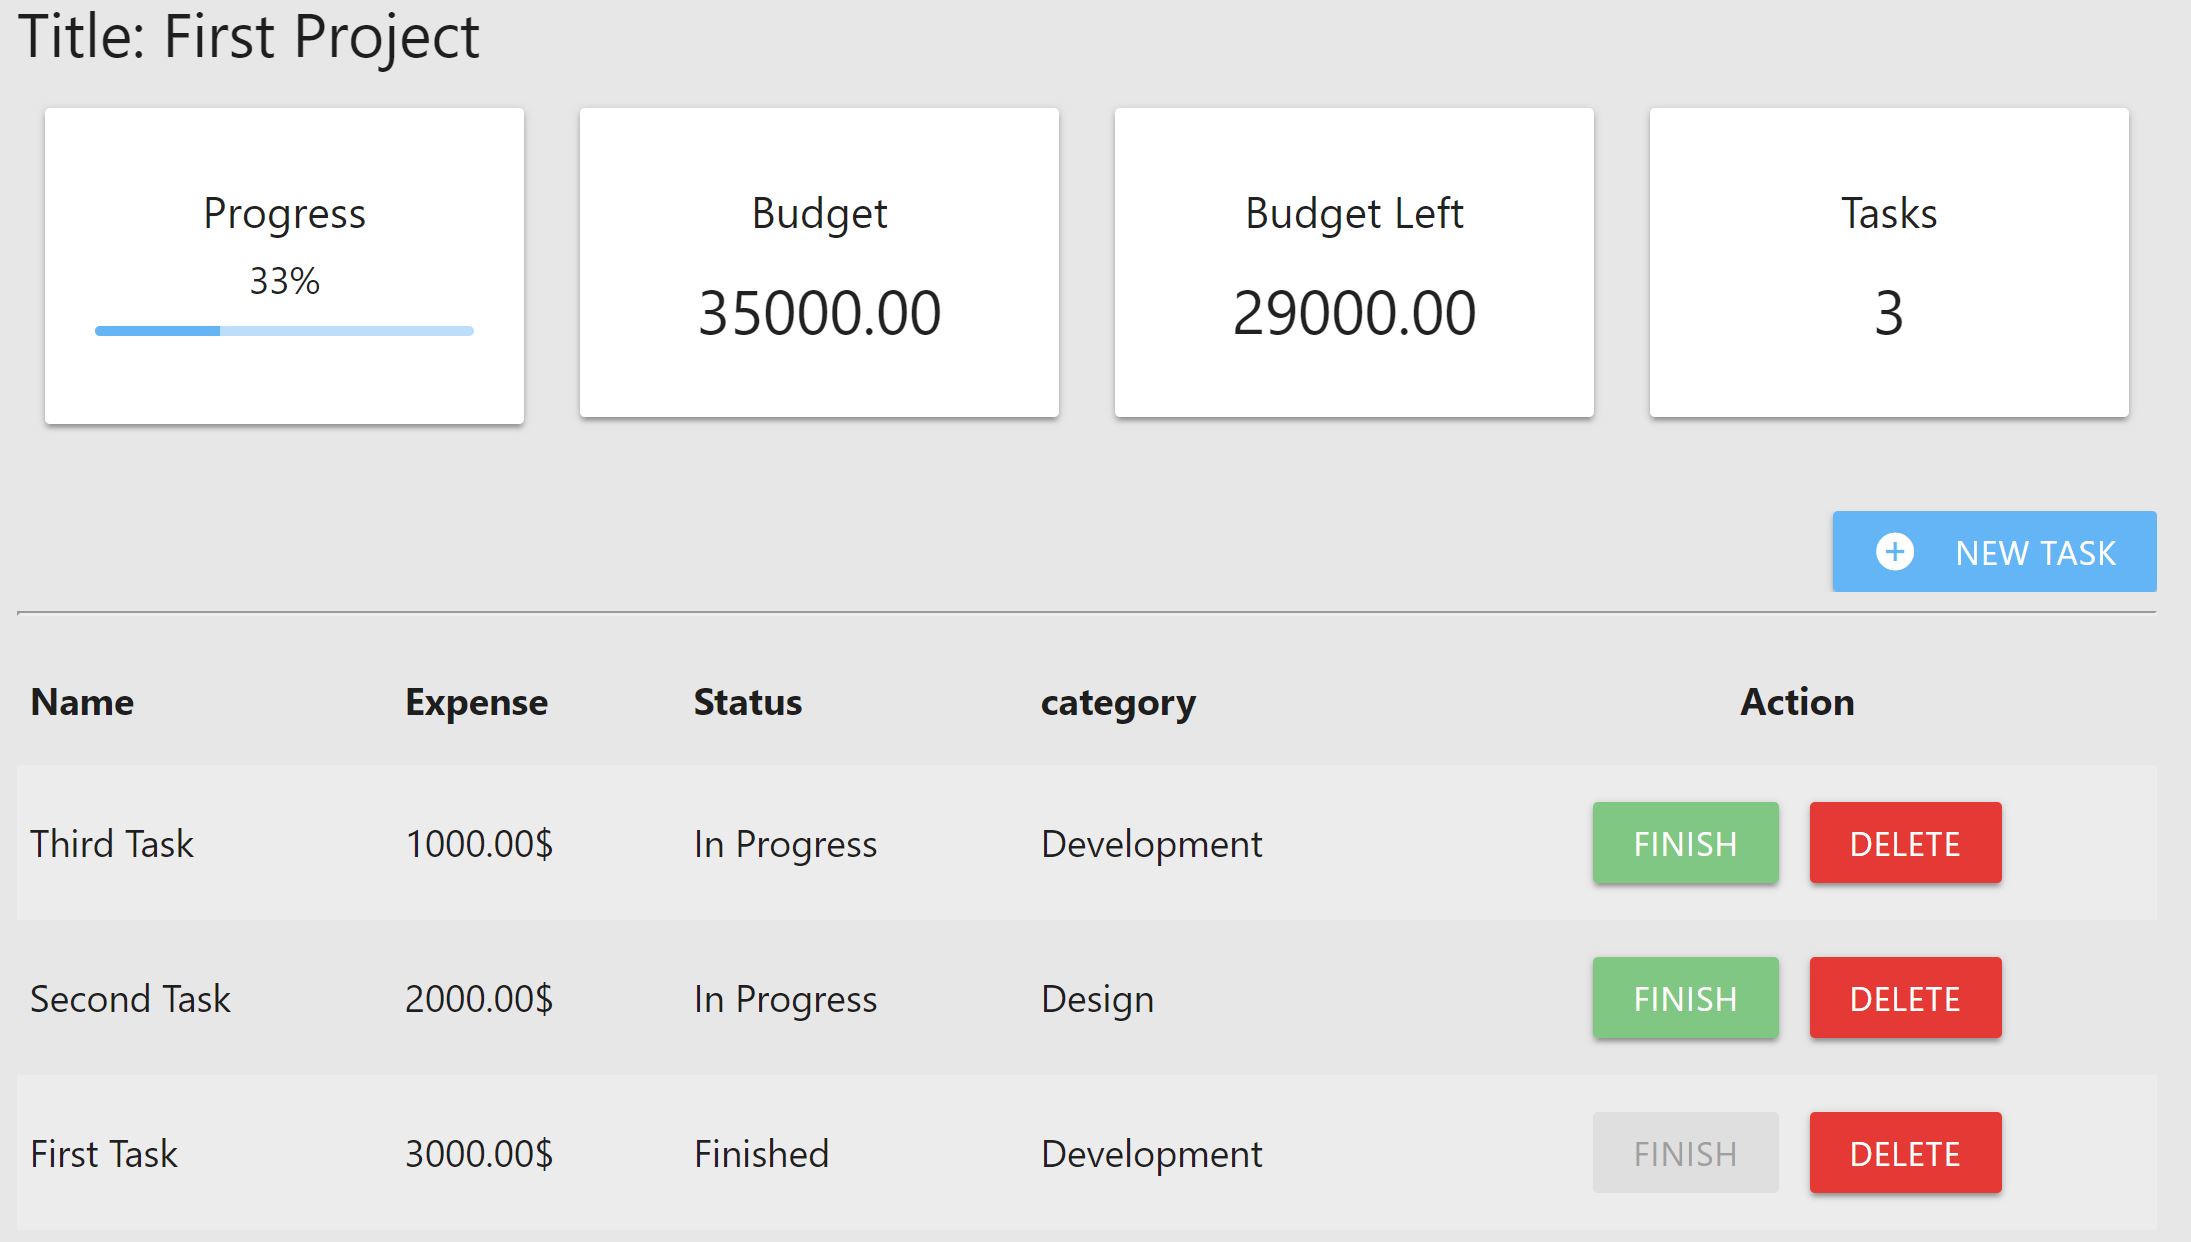 Title: First Project
Progress
33%
Budget
35000.00
Budget Left
29000.00
Tasks
3
NEW TASK
Name Expense Status category Action
Third Task 1000.00$ In Progress Development FINISH DELETE
Second Task 2000.00$ In Progress Design FINISH DELETE
First Task 3000.00$ Finished Development FINISH DELETE